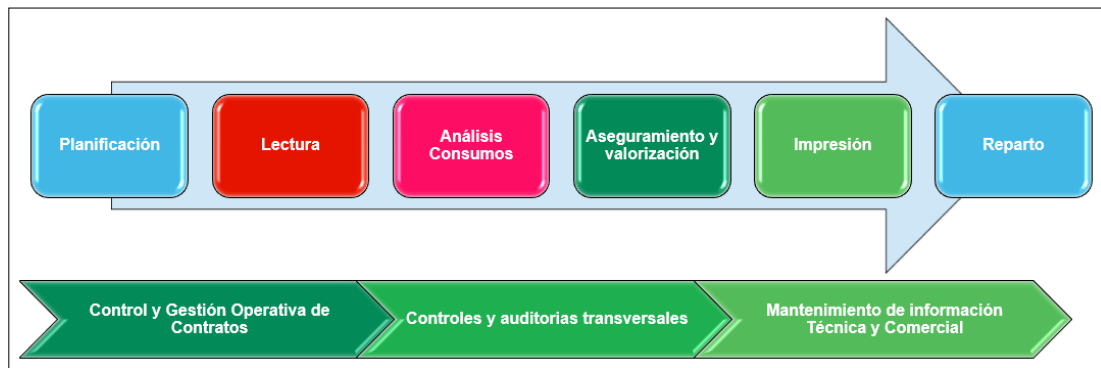 Planificación
Lectura
Análisis
Consumos
Aseguramiento y
valorización
Impresión
Reparto
Control y Gestión Operativa de
Contratos
Controles y auditorias transversales
Mantenimiento de información
Técnica y Comercial